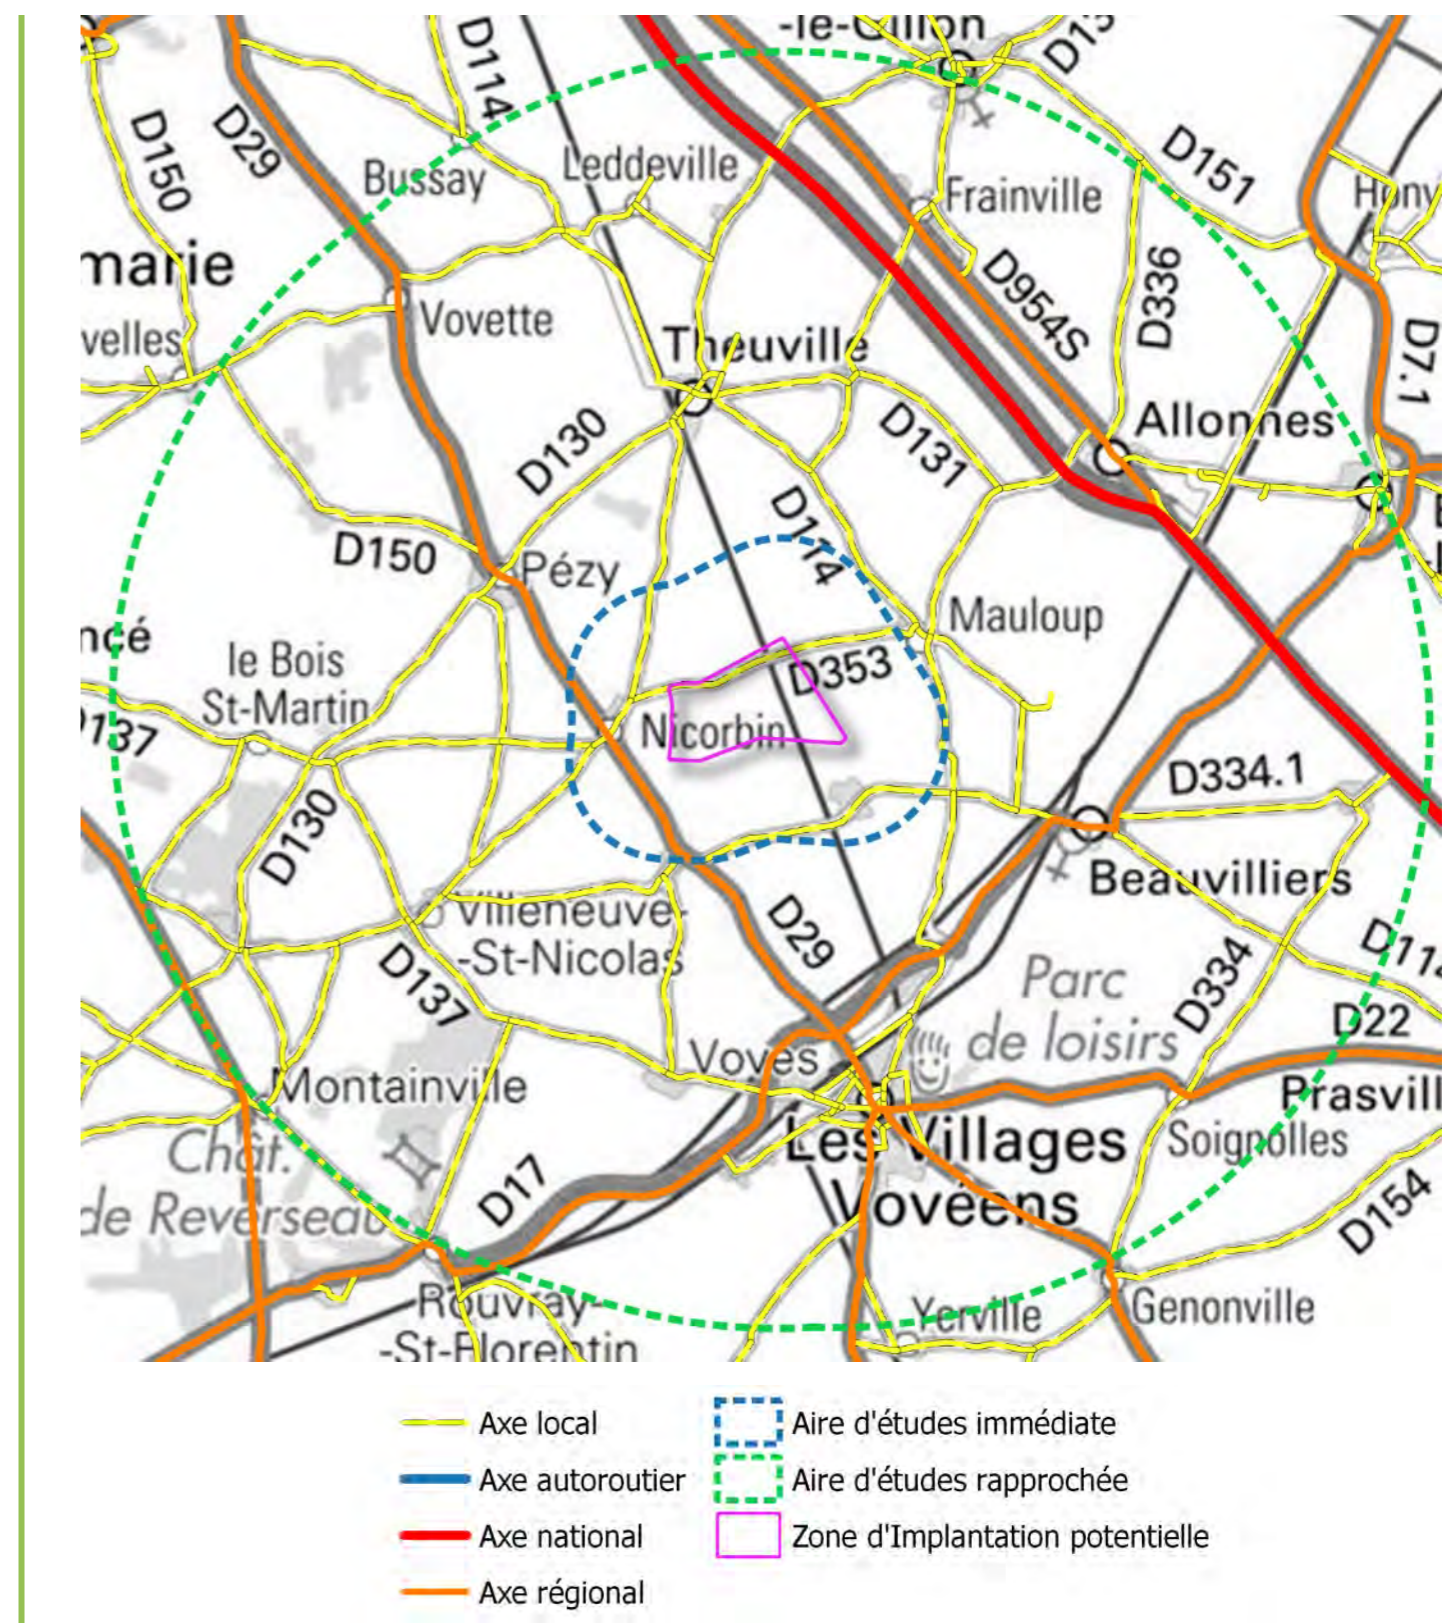 -le-Gillon
D114
D29
D150
D151
Bussay
Leddeville
Frainville
marie
D954S
D336
Vovette
velles
Theuville
D7.1
D130
Allonnes
D131
D114
D150
Pézy
Mauloup
ncé
le Bois
St-Martin
D353
Nicorbin
D334.1
D130
Beauvilliers
Villeneuve-
-St-Nicolas
D29
D137
Parc
de loisirs
D334
D114
D22
Voves
Montainville
Prasvill
Les Villages
Vovéens
Soignolles
Chât.
de Reverseau
D17
D154
Rouvray-
-St-Florentin
Yerville
Genonville
Axe local
Axe autoroutier
Axe national
Axe régional
Aire d'études immédiate
Aire d'études rapprochée
Zone d'Implantation potentielle